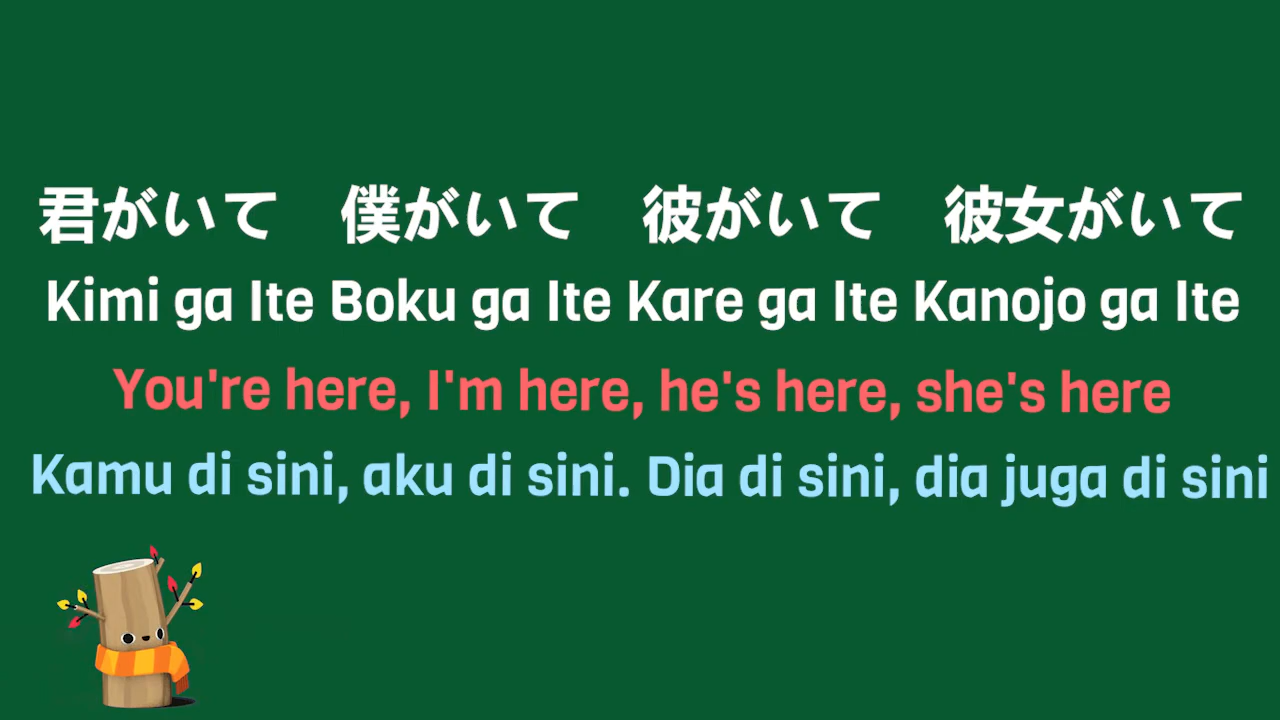 君がいて　僕がいて　彼がいて　彼女がいて
Kimi ga Ite Boku ga Ite Kare ga Ite Kanojo ga Ite
You're here, I'm here, he's here, she's here
Kamu di sini, aku di sini. Dia di sini, dia juga di sini